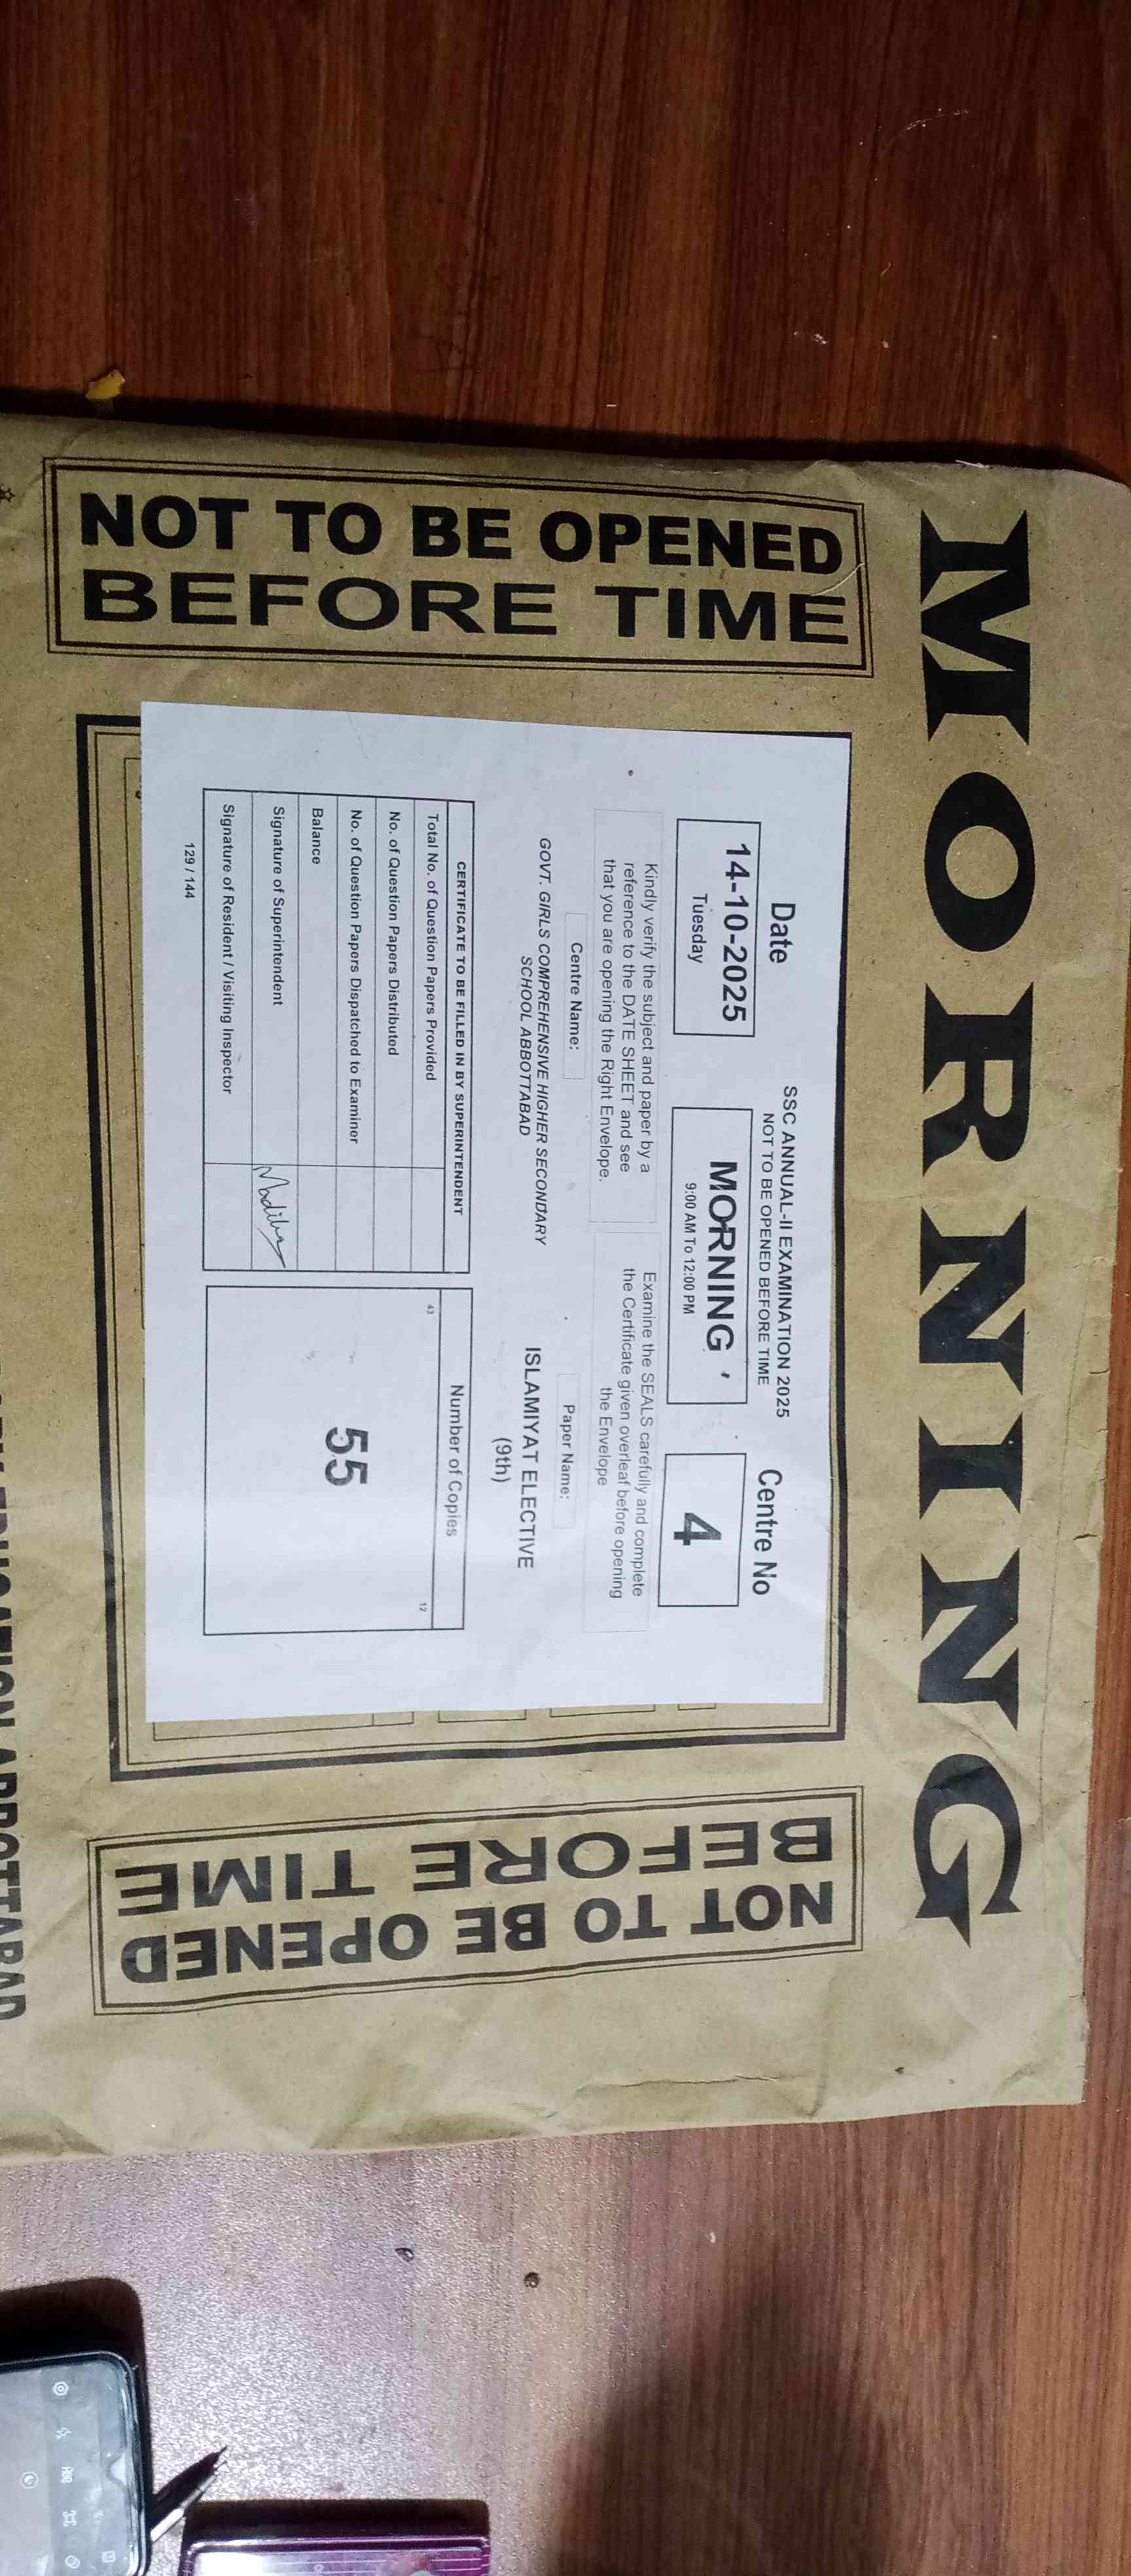 MORNING
NOT TO BE OPENED
BEFORE TIME
SSC ANNUAL-II EXAMINATION 2025
NOT TO BE OPENED BEFORE TIME
Date
Centre No
14-10-2025
Tuesday
MORNING
9:00 AM To 12:00 PM
4
Kindly verify the subject and paper by a
reference to the DATE SHEET and see
that you are opening the Right Envelope.
Examine the SEALS carefully and complete
the Certificate given overleaf before opening
the Envelope
Centre Name:
GOVT. GIRLS COMPREHENSIVE HIGHER SECONDARY
SCHOOL ABBOTTABAD
Paper Name:
ISLAMIYAT ELECTIVE
(9th)
CERTIFICATE TO BE FILLED IN BY SUPERINTENDENT
Total No. of Question Papers Provided
No. of Question Papers Distributed
No. of Question Papers Dispatched to Examiner
Balance
Signature of Superintendent Madiha
Signature of Resident / Visiting Inspector
Number of Copies
43 12
55
129 / 144
NOT TO BE OPENED
BEFORE TIME
ABBOTTABAD